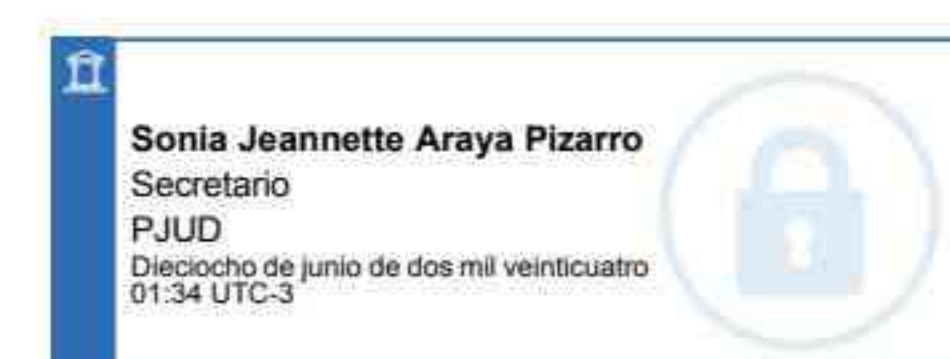 Sonia Jeannette Araya Pizarro
Secretario
PJUD
Dieciocho de junio de dos mil veinticuatro
01:34 UTC-3